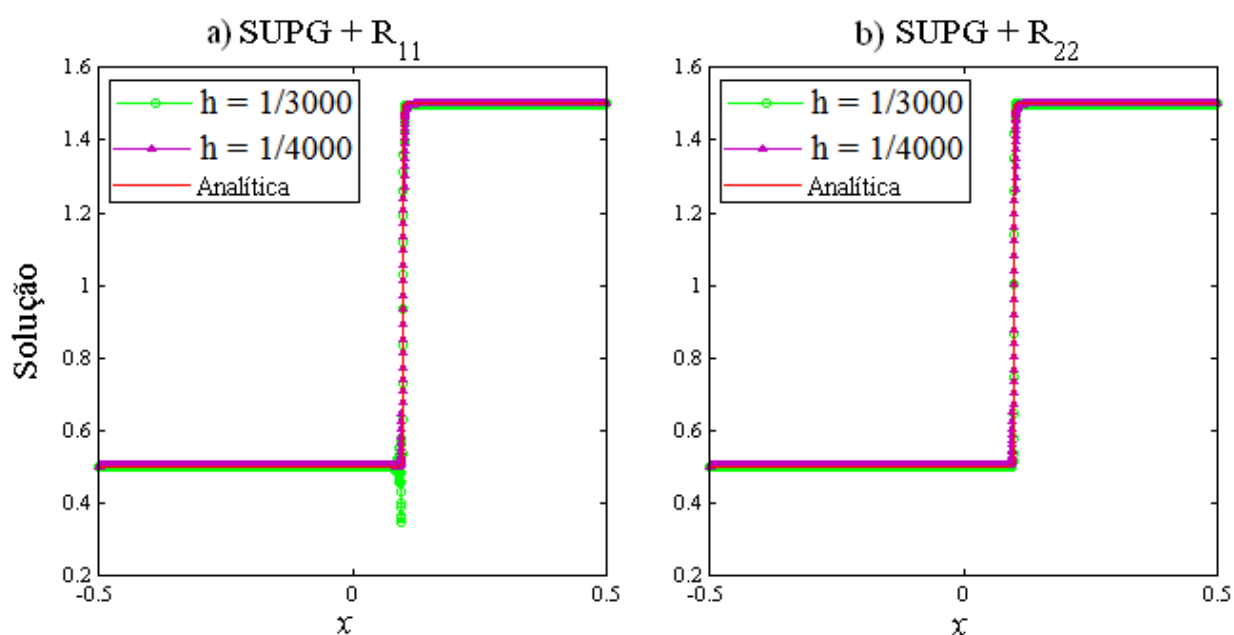 a) SUPG + R11
1.6
1.4
1.2
1
0.8
0.6
0.4
0.2
-0.5
0
0.5
x
Solução
h = 1/3000
h = 1/4000
Analítica
b) SUPG + R22
1.6
1.4
1.2
1
0.8
0.6
0.4
0.2
-0.5
0
0.5
x
h = 1/3000
h = 1/4000
Analítica